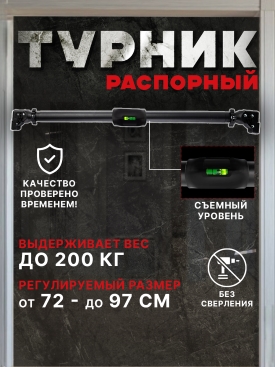 ТУРНИК
РАСПОРНЫЙ
КАЧЕСТВО
ПРОВЕРЕНО
ВРЕМЕНЕМ!
СЪЕМНЫЙ
УРОВЕНЬ
ВЫДЕРЖИВАЕТ ВЕС
ДО 200 КГ
РЕГУЛИРУЕМЫЙ РАЗМЕР
от 72 - до 97 СМ
БЕЗ
СВЕРЛЕНИЯ